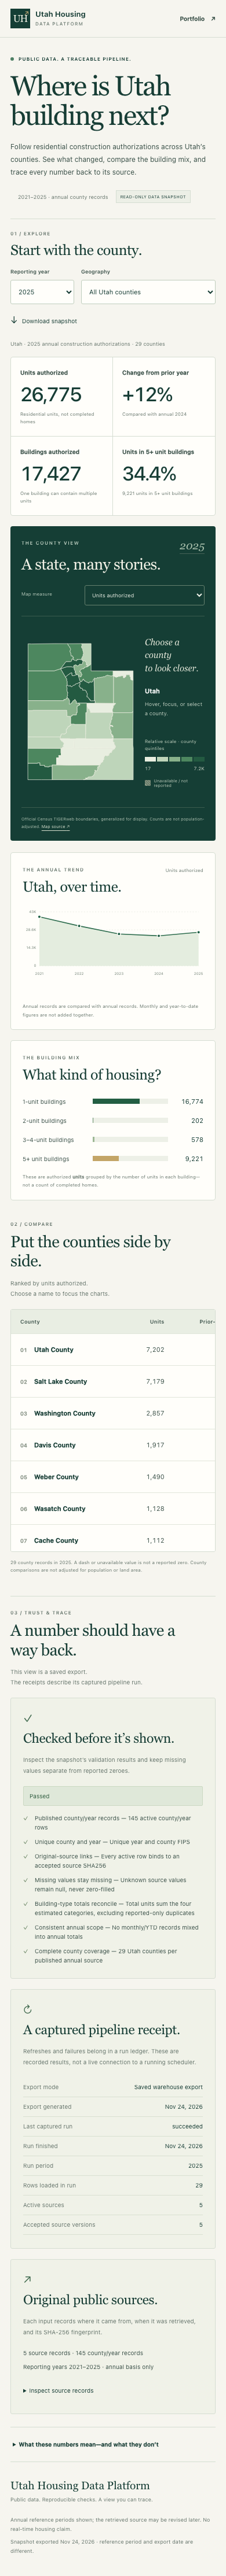 UH
Utah Housing
DATA PLATFORM
Portfolio ↗
PUBLIC DATA. A TRACEABLE PIPELINE.
Where is Utah
building next?
Follow residential data authorizations across Utah's
counties. See what changed, compare the building mix, and
trace every number back to its source.
2021–2025 · annual county records
READ-ONLY DATA SNAPSHOT
01 / EXPLORE
Start with the county.
Reporting year
Geography
2025
All Utah counties
↓ Download snapshot
Utah · 2025 annual construction authorizations · 29 counties
Units authorized
26,775
Residential units, not completed
homes
Change from prior year
+12%
Compared with annual 2024
Buildings authorized
17,427
One building can contain multiple
units
Units in 5+ unit buildings
34.4%
9,221 units in 5+ unit buildings
THE COUNTY VIEW
2025
A state, many stories.
Map measure
Units authorized
Choose a
county
to look closer.
Utah
Hover, focus, or select
a county.
Relative scale · county
quintiles
17
7.2K
Unavailable / not
reported
Official Census TIGERweb boundaries, generalized for display. Counts are not population-
adjusted. Map source ↗
THE ANNUAL TREND
Units authorized
Utah, over time.
0
2021
2022
2023
2024
2025
Annual records are compared with annual records. Monthly and year-to-date
figures are not added together.
THE BUILDING MIX
What kind of housing?
1-unit buildings 16,774
2-unit buildings 202
3–4-unit buildings 578
5+ unit buildings 9,221
These are authorized units grouped by the number of units in each building—
not a count of completed homes.
02 / COMPARE
Put the counties side by
side.
Ranked by units authorized.
Choose a name to focus the charts.
County Units Prior-
01 Utah County 7,202
02 Salt Lake County 7,179
03 Washington County 2,857
04 Davis County 1,917
05 Weber County 1,490
06 Wasatch County 1,128
07 Cache County 1,112
29 county records in 2025. A dash or unavailable value is not a reported zero. County
comparisons are not adjusted for population or land area.
03 / TRUST & TRACE
A number should have a
way back.
This view is a saved export.
The receipts describe its captured pipeline run.
Checked before it's shown.
Inspect the snapshot's validation results and keep missing
values separate from reported zeroes.
Passed
✓ Published county/year records — 145 active county/year
rows
✓ Unique county and year — Unique year and county FIPS
✓ Original-source links — Every active row binds to an
accepted source SHA256
✓ Missing values stay missing — Unknown source values
remain null, never zero-filled
✓ Building-type totals reconcile — Total units sum the four
estimated categories, excluding reported-only duplicates
✓ Consistent annual scope — No monthly/YTD records mixed
into annual totals
✓ Complete county coverage — 29 Utah counties per
published annual source
A captured pipeline receipt.
Refreshes and failures belong in a run ledger. These are
recorded results, not a live connection to a running scheduler.
Export mode Saved warehouse export
Export generated Nov 24, 2026
Last captured run succeeded
Run finished Nov 24, 2026
Run period 2025
Rows loaded in run 29
Active sources 5
Accepted source versions 5
↗
Original public sources.
Each input records where it came from, when it was retrieved,
and its SHA-256 fingerprint.
5 source records · 145 county/year records
Reporting years 2021–2025 · annual basis only
▶ Inspect source records
▶ What these numbers mean—and what they don't
Utah Housing Data Platform
Public data. Reproducible checks. A view you can trace.
Annual reference periods shown; the retrieved source may be revised later. No
real-time housing claim.
Snapshot exported Nov 24, 2026 · reference period and export date are
different.